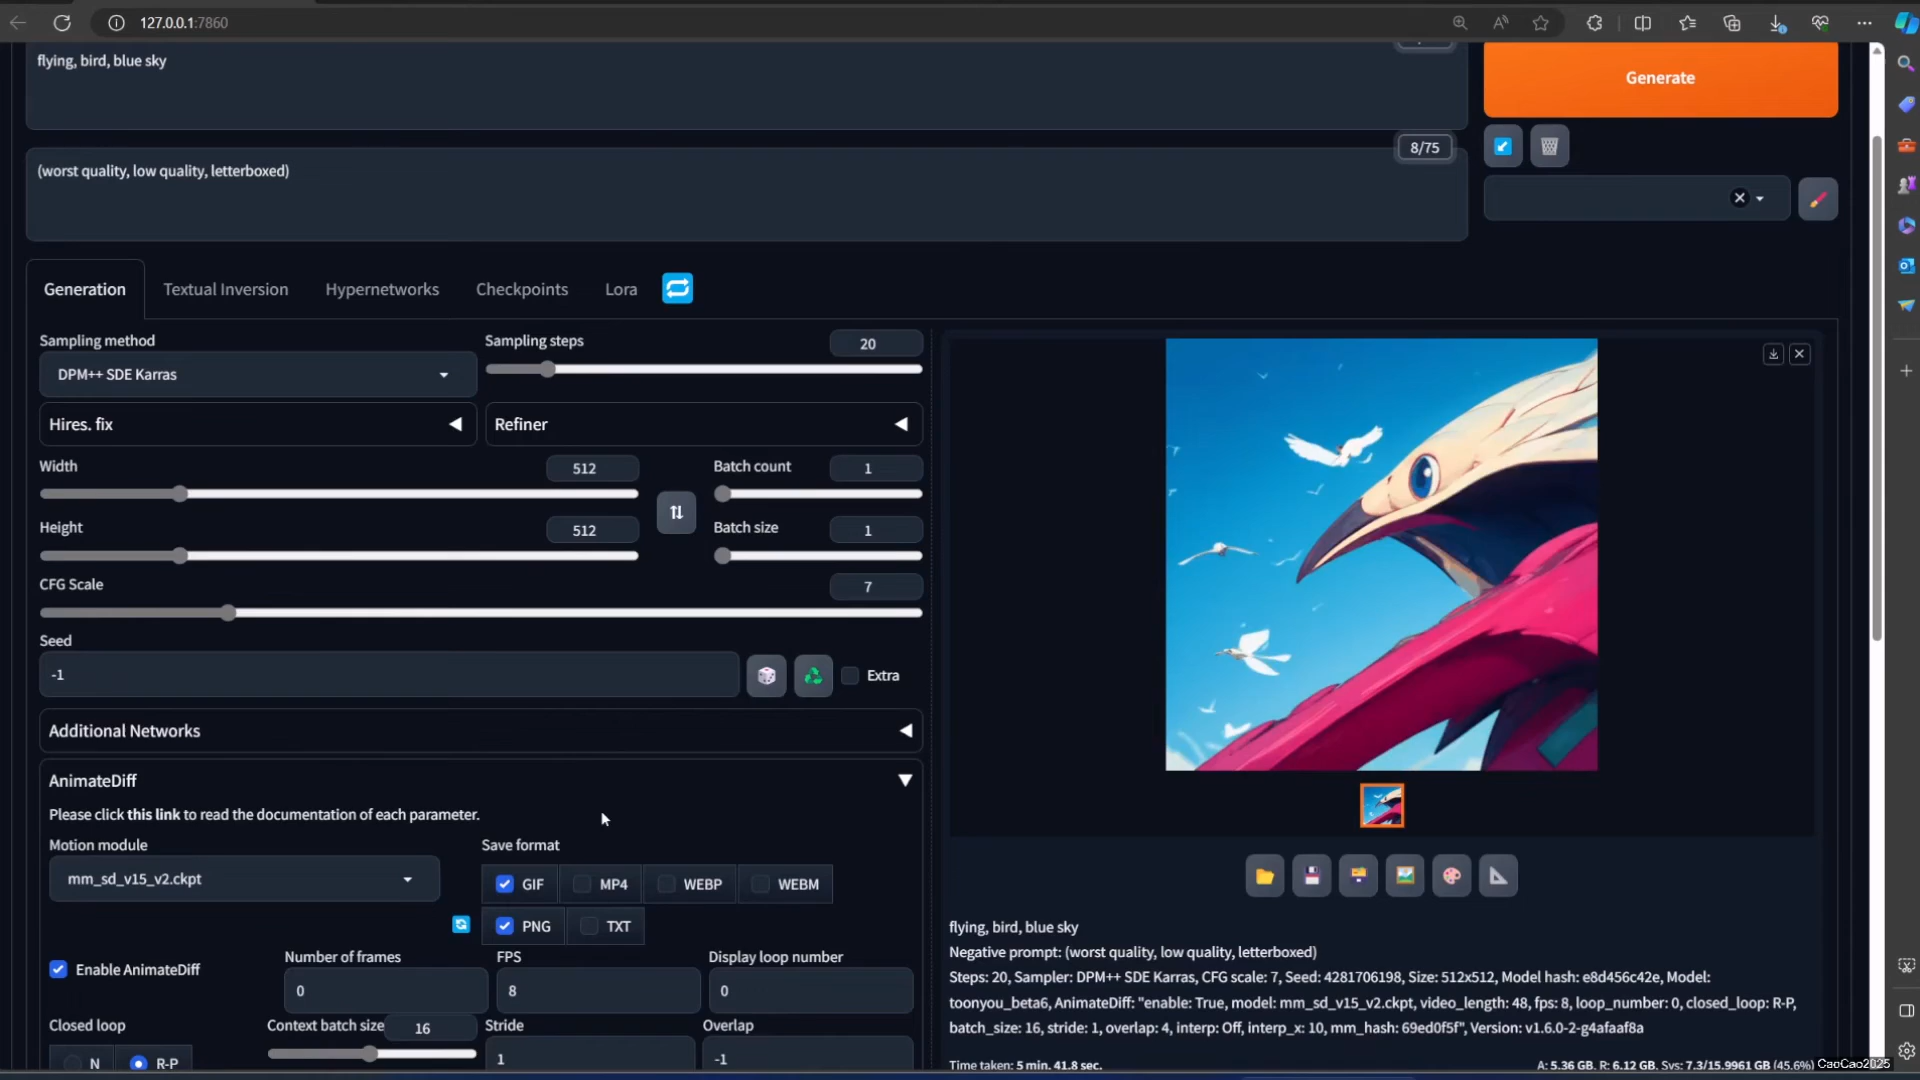 127.0.0.1:7860
flying, bird, blue sky
Generate
8/75
(worst quality, low quality, letterboxed)
Generation
Textual Inversion
Hypernetworks
Checkpoints
Lora
Sampling method
Sampling steps
20
DPM++ SDE Karras
Hires. fix
Refiner
Width
512
Batch count
1
Height
512
Batch size
1
CFG Scale
7
Seed
-1
Extra
Additional Networks
AnimateDiff
Please click this link to read the documentation of each parameter.
Motion module
Save format
mm_sd_v15_v2.ckpt
GIF
MP4
WEBP
WEBM
PNG
TXT
Enable AnimateDiff
Number of frames
FPS
Display loop number
0
8
0
Closed loop
Context batch size
16
Stride
Overlap
N
R-P
1
-1
flying, bird, blue sky
Negative prompt: (worst quality, low quality, letterboxed)
Steps: 20, Sampler: DPM++ SDE Karras, CFG scale: 7, Seed: 4281706198, Size: 512x512, Model hash: e8d456c42e, Model:
toonyou_beta6, AnimateDiff: "enable: True, model: mm_sd_v15_v2.ckpt, video_length: 48, fps: 8, loop_number: 0, closed_loop: R-P,
batch_size: 16, stride: 1, overlap: 4, interp: Off, interp_x: 10, mm_hash: 69ed0f5f", Version: v1.6.0-2-g4afaaf8a
Time taken: 5 min. 41.8 sec.
A: 5.36 GB, R: 6.12 GB, Sys: 7.3/15.9961 GB (45.6%)
CaoCao2025